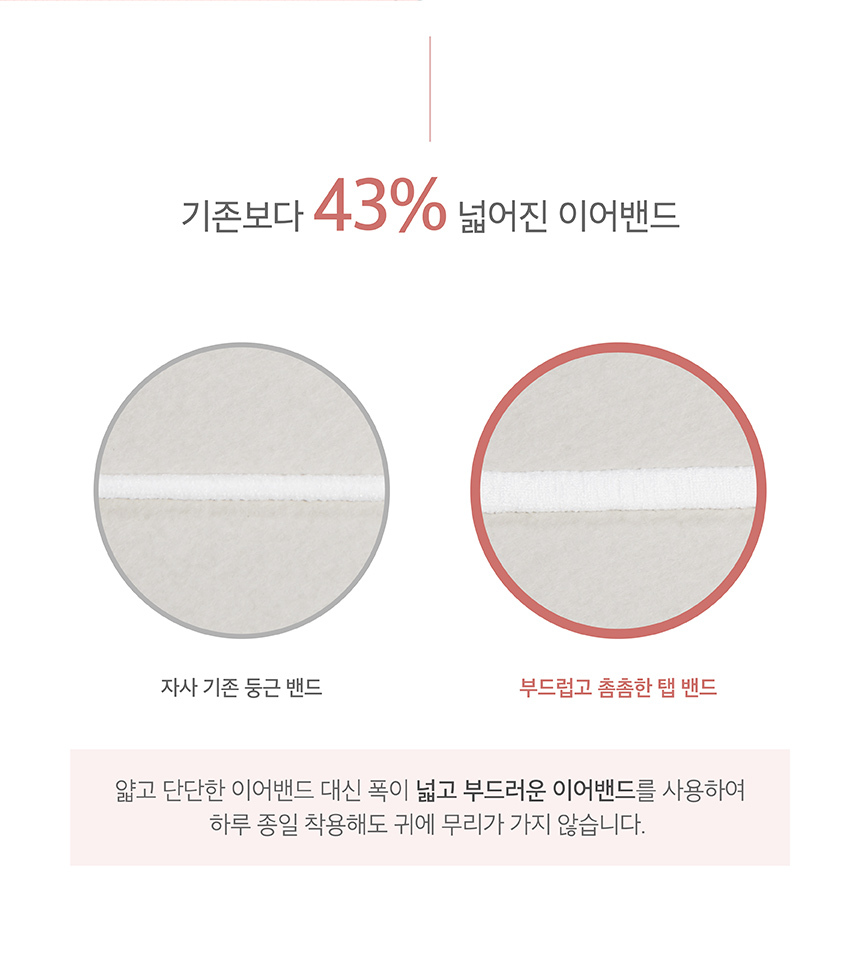 기존보다 43% 넓어진 이어밴드
자사 기존 둥근 밴드
부드럽고 촘촘한 탭 밴드
얇고 단단한 이어밴드 대신 폭이 넓고 부드러운 이어밴드를 사용하여
하루 종일 착용해도 귀에 무리가 가지 않습니다.